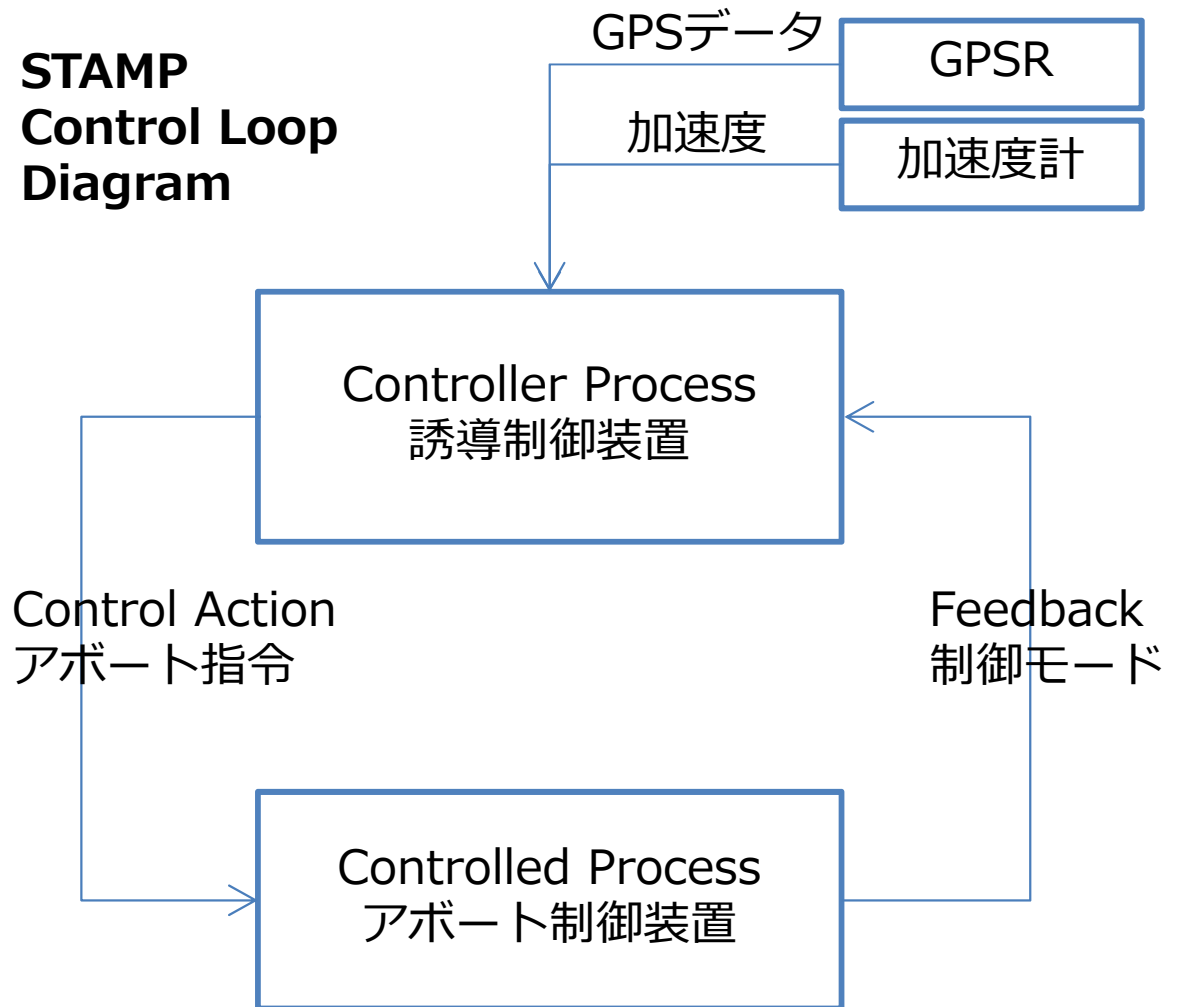 STAMP
Control Loop
Diagram
GPSデータ
GPSR
加速度
加速度計
Controller Process
誘導制御装置
Control Action
アボート指令
Feedback
制御モード
Controlled Process
アボート制御装置